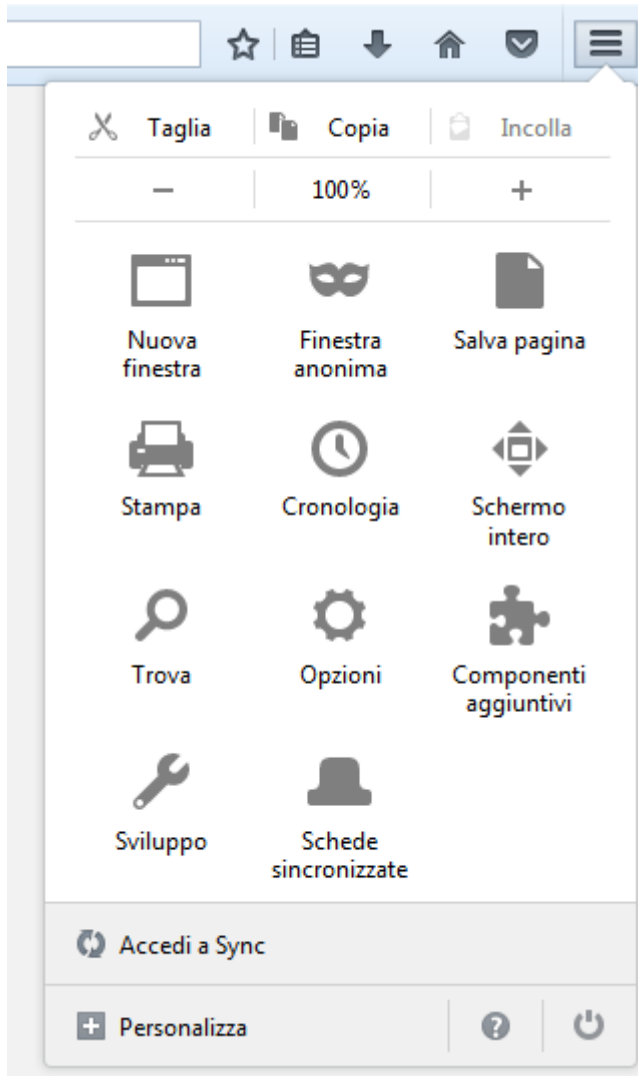 Taglia Copia Incolla
− 100% +
Nuova finestra
Finestra anonima
Salva pagina
Stampa
Cronologia
Schermo intero
Trova
Opzioni
Componenti aggiuntivi
Sviluppo
Schede sincronizzate
Accedi a Sync
Personalizza